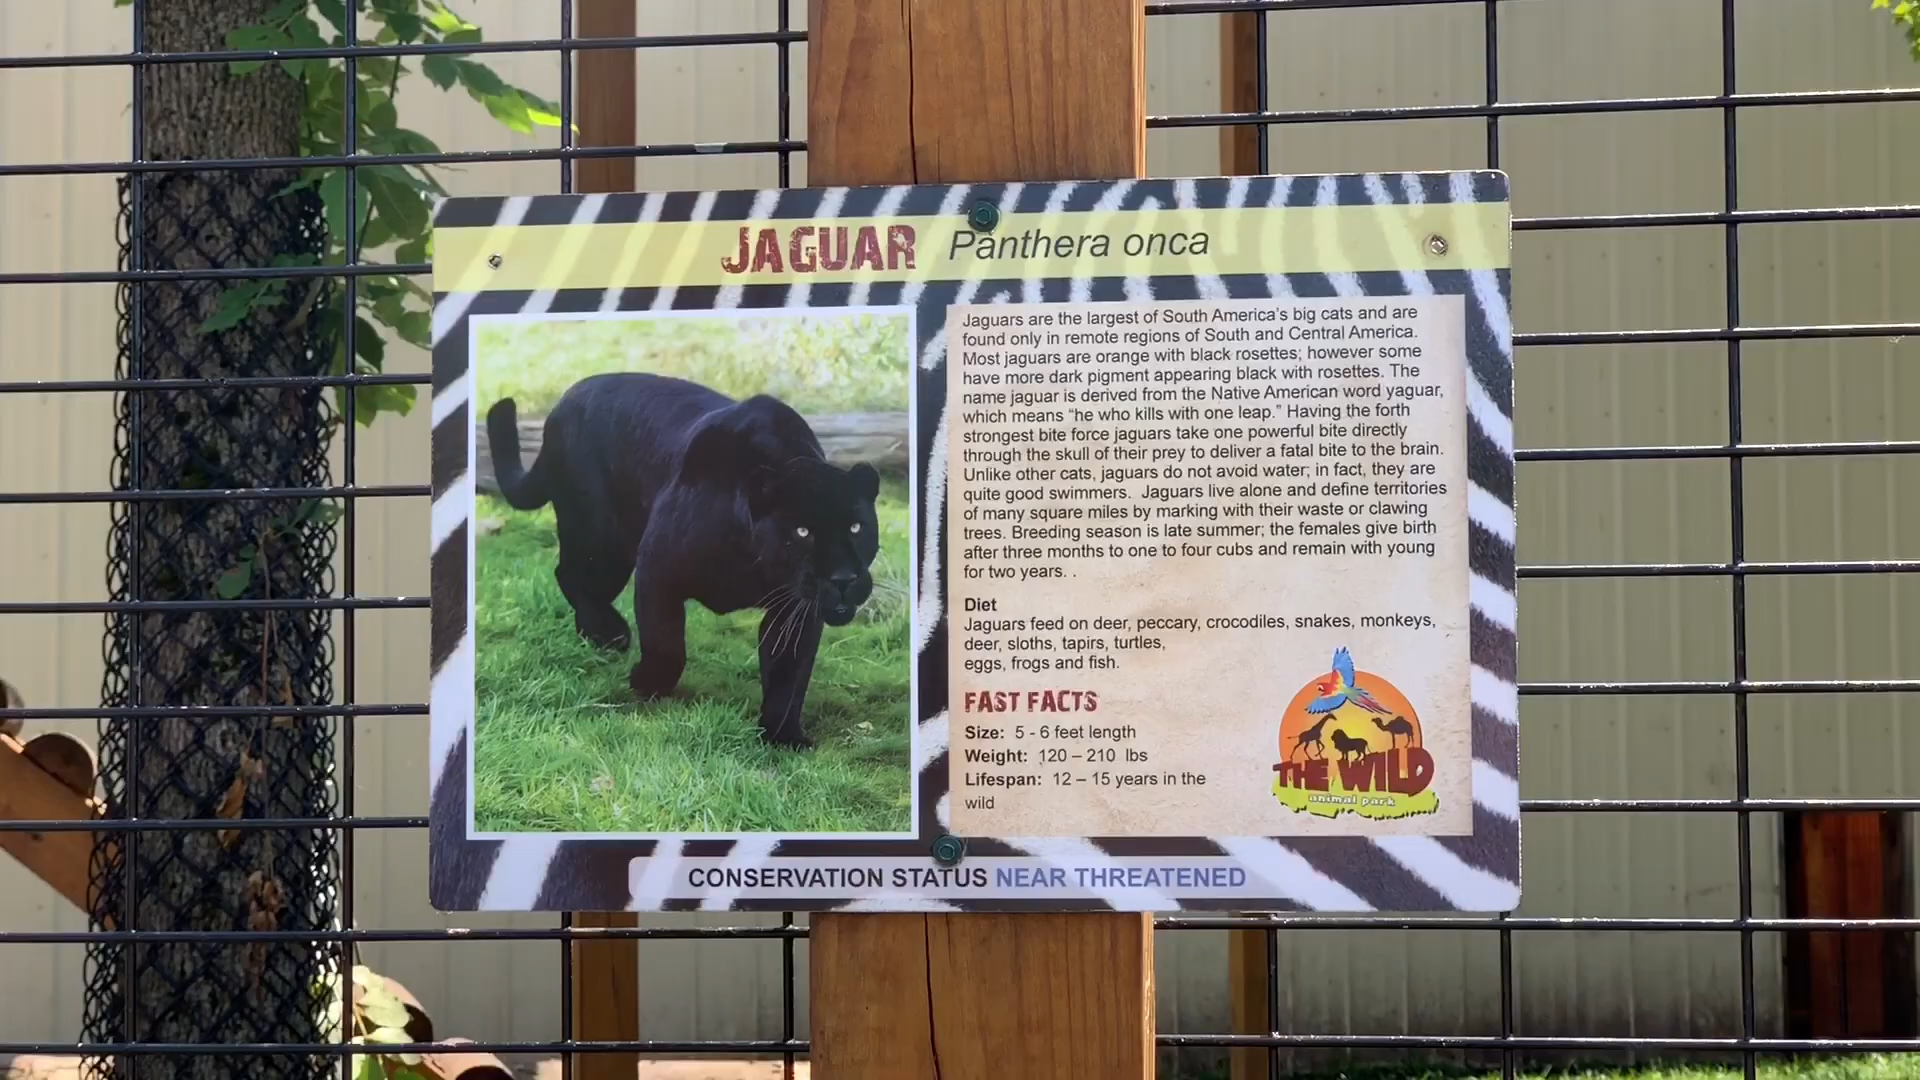 JAGUAR Panthera onca
Jaguars are the largest of South America's big cats and are
found only in remote regions of South and Central America.
Most jaguars are orange with black rosettes; however some
have more dark pigment appearing black with rosettes. The
name jaguar is derived from the Native American word yaguar,
which means “he who kills with one leap.” Having the forth
strongest bite force jaguars take one powerful bite directly
through the skull of their prey to deliver a fatal bite to the brain.
Unlike other cats, jaguars do not avoid water; in fact, they are
quite good swimmers. Jaguars live alone and define territories
of many square miles by marking with their waste or clawing
trees. Breeding season is late summer; the females give birth
after three months to one to four cubs and remain with young
for two years. .
Diet
Jaguars feed on deer, peccary, crocodiles, snakes, monkeys,
deer, sloths, tapirs, turtles,
eggs, frogs and fish.
FAST FACTS
Size: 5 - 6 feet length
Weight: 120 – 210 lbs
Lifespan: 12 – 15 years in the
wild
THE WILD
animal park
CONSERVATION STATUS NEAR THREATENED